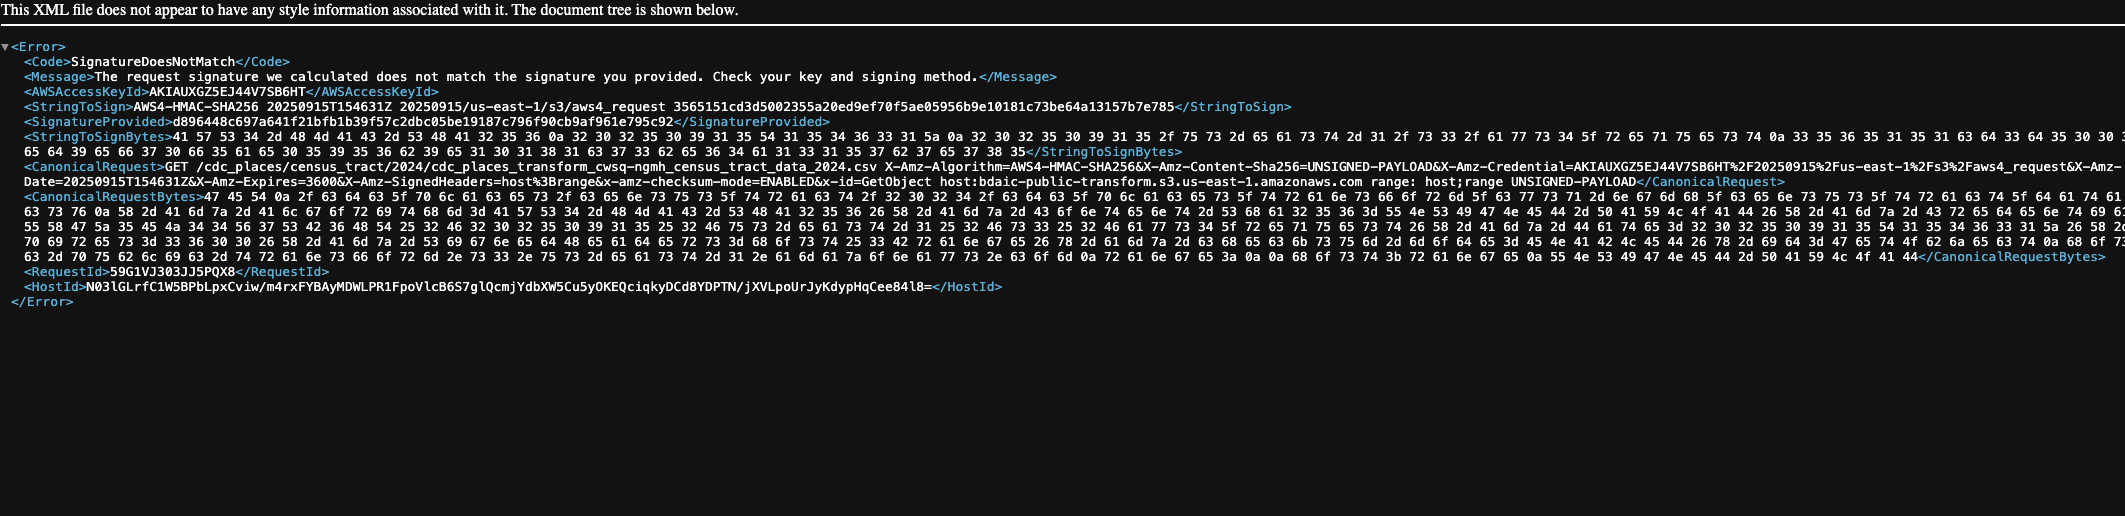 This XML file does not appear to have any style information associated with it. The document tree is shown below.
▼<Error>
<Code>SignatureDoesNotMatch</Code>
<Message>The request signature we calculated does not match the signature you provided. Check your key and signing method.</Message>
<AWSAccessKeyId>AKIAUXGZ5EJ44V7SB6HT</AWSAccessKeyId>
<StringToSign>AWS4-HMAC-SHA256 20250915T154631Z 20250915/us-east-1/s3/aws4_request 3565151cd3d5002355a20ed9ef70f5ae05956b9e10181c73be64a13157b7e785</StringToSign>
<SignatureProvided>d896448c697a641f21bfb1b39f57c2dbc05be19187c796f90cb9af961e795c92</SignatureProvided>
<StringToSignBytes>41 57 53 34 2d 48 4d 41 43 2d 53 48 41 32 35 36 0a 32 30 32 35 30 39 31 35 54 31 35 34 36 33 31 5a 0a 32 30 32 35 30 39 31 35 2f 75 73 2d 65 61 73 74 2d 31 2f 73 33 2f 61 77 73 34 5f 72 65 71 75 65 73 74 0a 33 35 36 35 31 35 31 63 64 33 64 35 30 30 3
65 64 39 65 66 37 30 66 35 61 65 30 35 39 35 36 62 39 65 31 30 31 38 31 63 37 33 62 65 36 34 61 31 33 31 35 37 62 37 65 37 38 35</StringToSignBytes>
<CanonicalRequest>GET /cdc_places/census_tract/2024/cdc_places_transform_cwsq-ngmh_census_tract_data_2024.csv X-Amz-Algorithm=AWS4-HMAC-SHA256&X-Amz-Content-Sha256=UNSIGNED-PAYLOAD&X-Amz-Credential=AKIAUXGZ5EJ44V7SB6HT%2F20250915%2Fus-east-1%2Fs3%2Faws4_request&X-Amz-
Date=20250915T154631Z&X-Amz-Expires=3600&X-Amz-SignedHeaders=host%3Brange&x-amz-checksum-mode=ENABLED&x-id=GetObject host:bdaic-public-transform.s3.us-east-1.amazonaws.com range: host;range UNSIGNED-PAYLOAD</CanonicalRequest>
<CanonicalRequestBytes>47 45 54 0a 2f 63 64 63 5f 70 6c 61 63 65 73 2f 63 65 6e 73 75 73 5f 74 72 61 63 74 2f 32 30 32 34 2f 63 64 63 5f 70 6c 61 63 65 73 5f 74 72 61 6e 73 66 6f 72 6d 5f 63 77 73 71 2d 6e 67 6d 68 5f 63 65 6e 73 75 73 5f 74 72 61 63 74 5f 64 61 74 61
63 73 76 0a 58 2d 41 6d 7a 2d 41 6c 67 6f 72 69 74 68 6d 3d 41 57 53 34 2d 48 4d 41 43 2d 53 48 41 32 35 36 26 58 2d 41 6d 7a 2d 43 6f 6e 74 65 6e 74 2d 53 68 61 32 35 36 3d 55 4e 53 49 47 4e 45 44 2d 50 41 59 4c 4f 41 44 26 58 2d 41 6d 7a 2d 43 72 65 64 65 6e 74 69 6
55 58 47 5a 35 45 4a 34 34 56 37 53 42 36 48 54 25 32 46 32 30 32 35 30 39 31 35 25 32 46 75 73 2d 65 61 73 74 2d 31 25 32 46 73 33 25 32 46 61 77 73 34 5f 72 65 71 75 65 73 74 26 58 2d 41 6d 7a 2d 44 61 74 65 3d 32 30 32 35 30 39 31 35 54 31 35 34 36 33 31 5a 26 58 2d
70 69 72 65 73 3d 33 36 30 30 26 58 2d 41 6d 7a 2d 53 69 67 6e 65 64 48 65 61 64 65 72 73 3d 68 6f 73 74 25 33 42 72 61 6e 67 65 26 78 2d 61 6d 7a 2d 63 68 65 63 6b 73 75 6d 2d 6d 6f 64 65 3d 45 4e 41 42 4c 45 44 26 78 2d 69 64 3d 47 65 74 4f 62 6a 65 63 74 0a 68 6f 73
63 2d 70 75 62 6c 69 63 2d 74 72 61 6e 73 66 6f 72 6d 2e 73 33 2e 75 73 2d 65 61 73 74 2d 31 2e 61 6d 61 7a 6f 6e 61 77 73 2e 63 6f 6d 0a 72 61 6e 67 65 3a 0a 0a 68 6f 73 74 3b 72 61 6e 67 65 0a 55 4e 53 49 47 4e 45 44 2d 50 41 59 4c 4f 41 44</CanonicalRequestBytes>
<RequestId>59G1VJ303JJ5PQX8</RequestId>
<HostId>N03lGLrfC1W5BPbLpxCviw/m4rxFYBAyMDWLPR1FpoVlcB6S7glQcmjYdbXW5Cu5yOKEQciqkyDCd8YDPTN/jXVLpoUrJyKdypHqCee84l8=</HostId>
</Error>